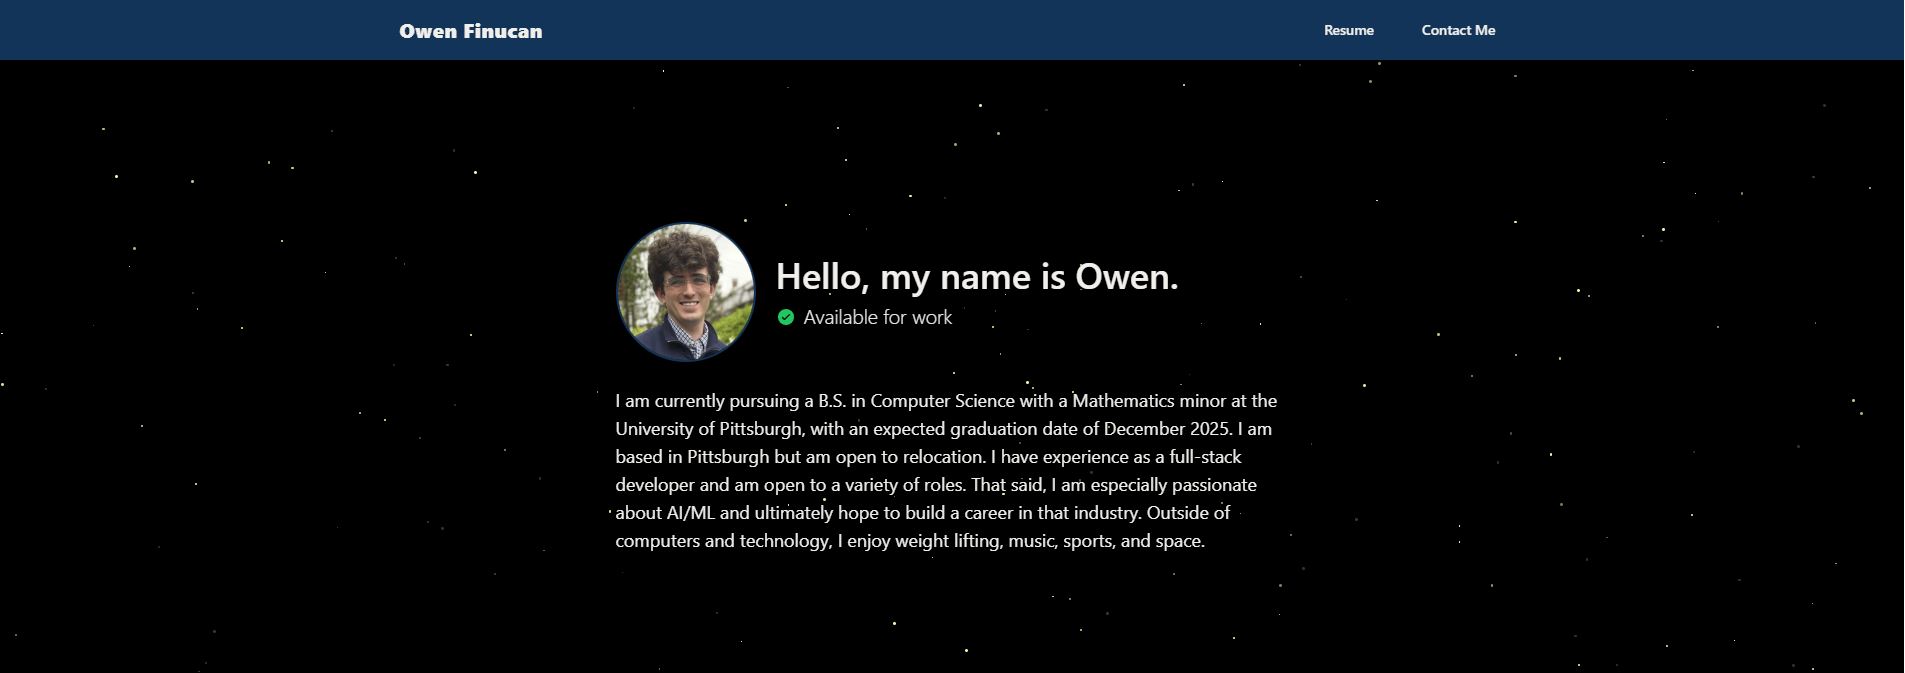 Owen Finucan
Resume
Contact Me
Hello, my name is Owen.
Available for work
I am currently pursuing a B.S. in Computer Science with a Mathematics minor at the
University of Pittsburgh, with an expected graduation date of December 2025. I am
based in Pittsburgh but am open to relocation. I have experience as a full-stack
developer and am open to a variety of roles. That said, I am especially passionate
about AI/ML and ultimately hope to build a career in that industry. Outside of
computers and technology, I enjoy weight lifting, music, sports, and space.